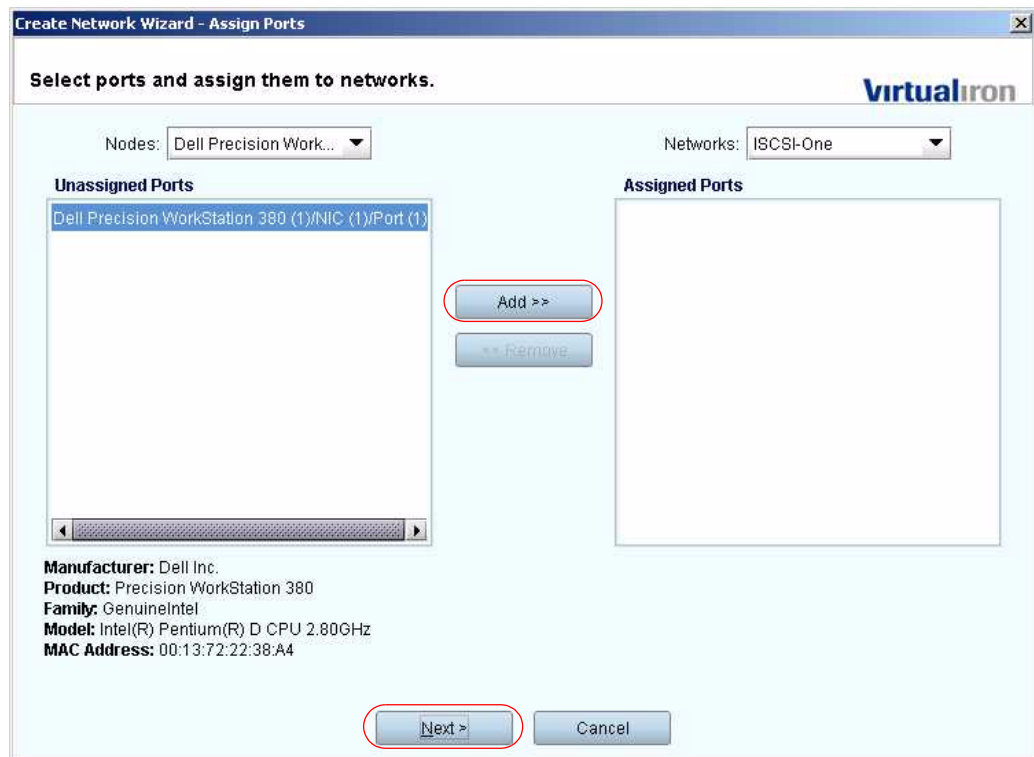 Create Network Wizard - Assign Ports
Select ports and assign them to networks.
Virtualiron
Nodes: Dell Precision Work...
Networks: ISCSI-One
Unassigned Ports
Assigned Ports
Dell Precision WorkStation 380 (1)/NIC (1)/Port (1)
Add >>
<< Remove
Manufacturer: Dell Inc.
Product: Precision WorkStation 380
Family: GenuineIntel
Model: Intel(R) Pentium(R) D CPU 2.80GHz
MAC Address: 00:13:72:22:38:A4
Next >
Cancel